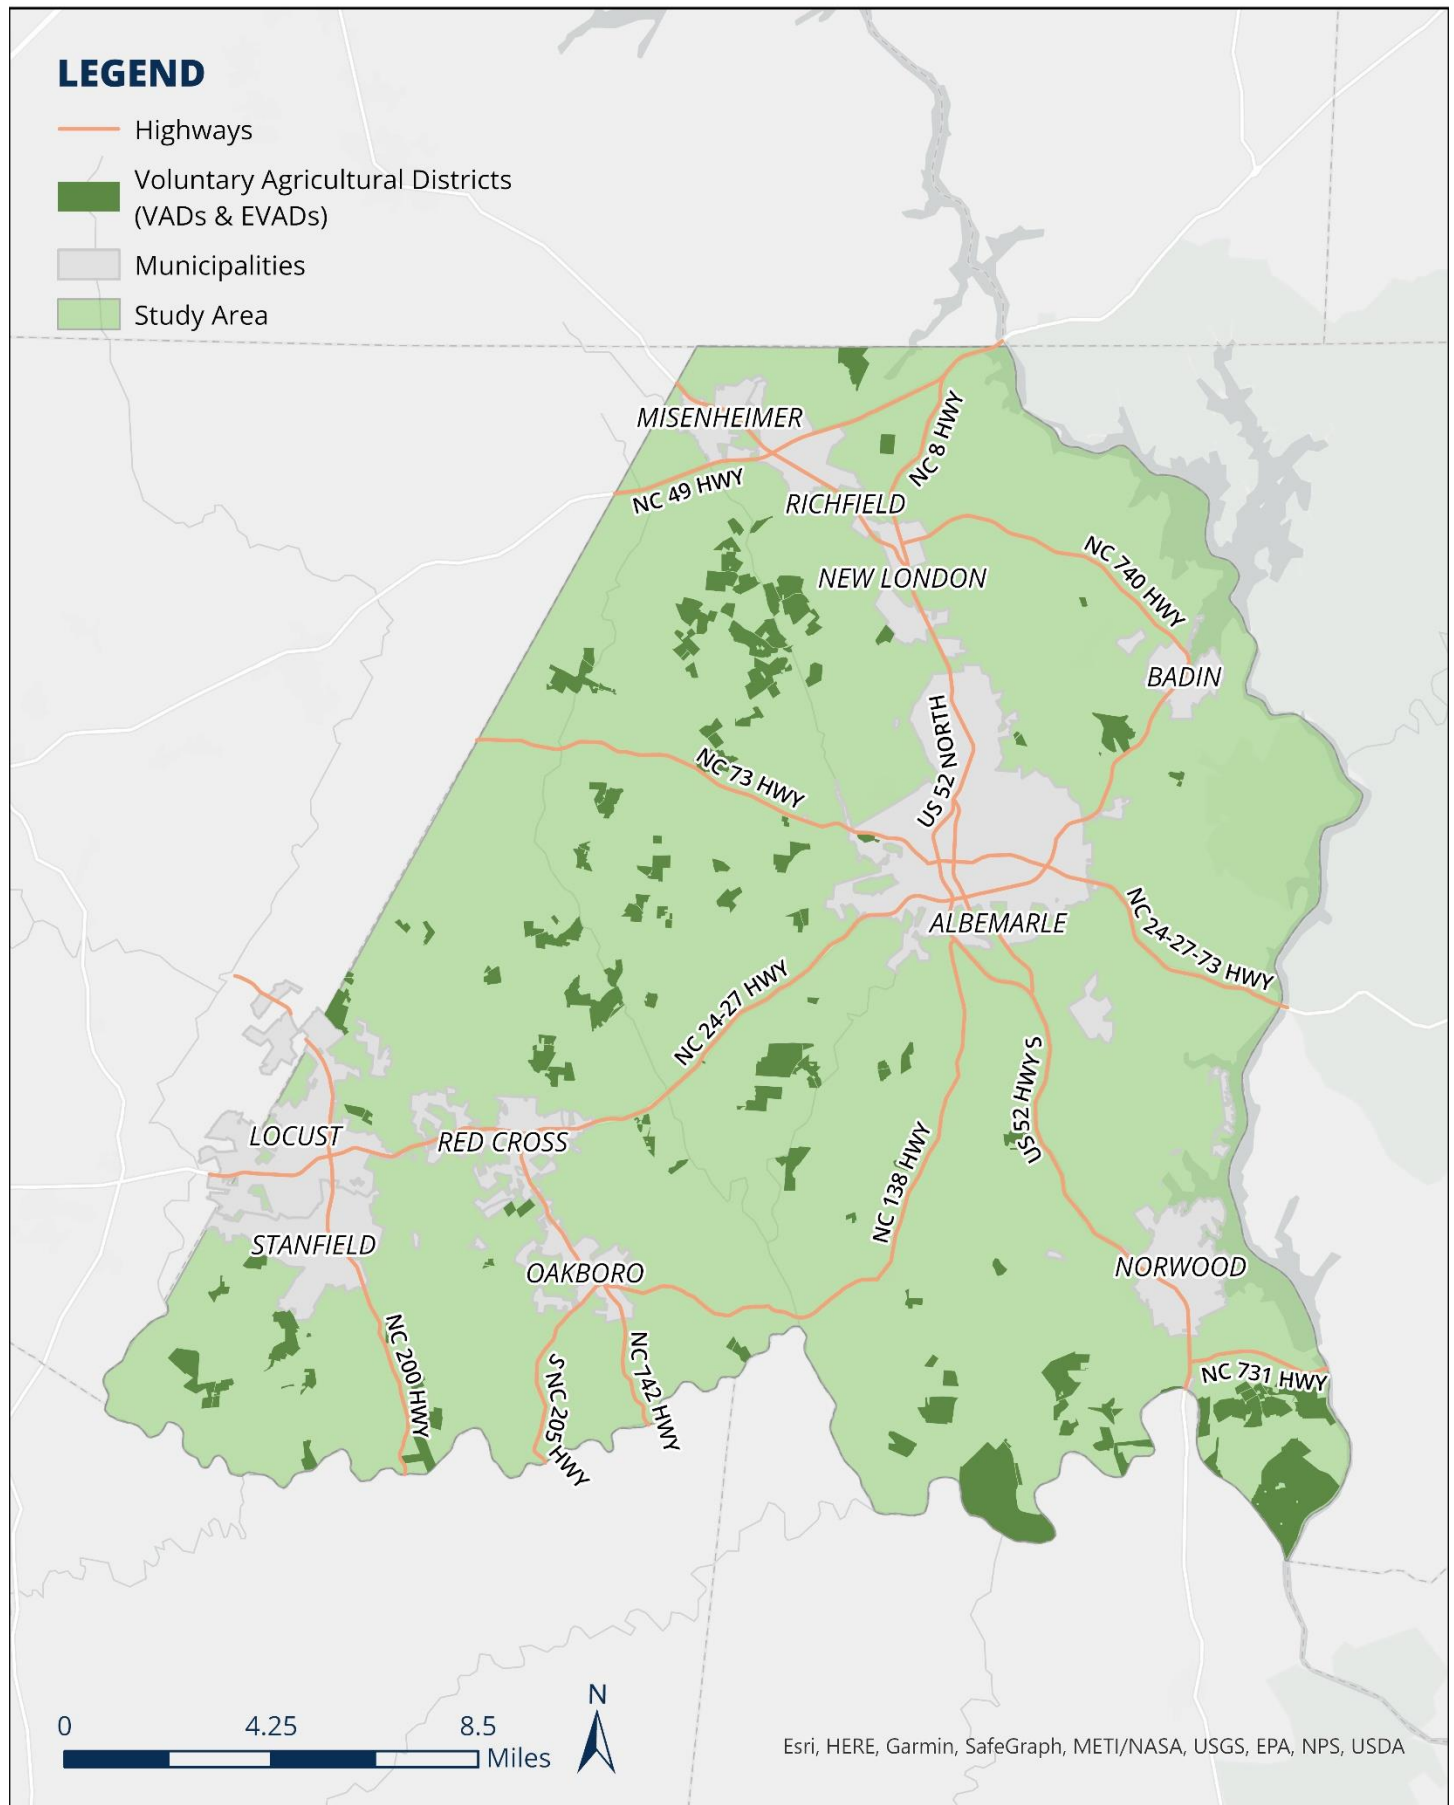 LEGEND
Highways
Voluntary Agricultural Districts
(VADs & EVADs)
Municipalities
Study Area
MISENHEIMER
NC 8 HWY
NC 49 HWY
RICHFIELD
NC 740 HWY
NEW LONDON
BADIN
US 52 NORTH
NC 73 HWY
ALBEMARLE
NC 24-27-73 HWY
NC 24-27 HWY
US 52 HWY S
LOCUST
RED CROSS
NC 138 HWY
STANFIELD
OAKBORO
NORWOOD
NC 200 HWY
S NC 205 HWY
NC 742 HWY
NC 731 HWY
N
0 4.25 8.5
Miles
Esri, HERE, Garmin, SafeGraph, METI/NASA, USGS, EPA, NPS, USDA